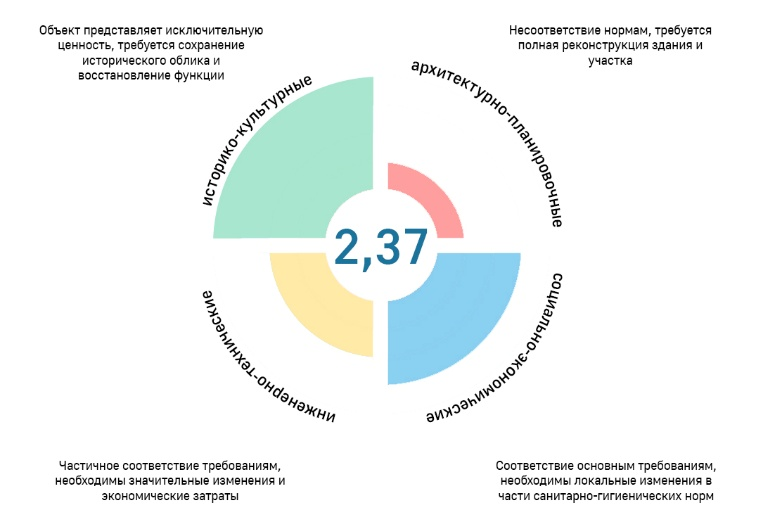 Объект представляет исключительную
ценность, требуется сохранение
исторического облика и
восстановление функции
Несоответствие нормам, требуется
полная реконструкция здания и
участка
историко-культурные
архитектурно-планировочные
2,37
инженерно-технические
социально-экономические
Частичное соответствие требованиям,
необходимы значительные изменения и
экономические затраты
Соответствие основным требованиям,
необходимы локальные изменения в
части санитарно-гигиенических норм